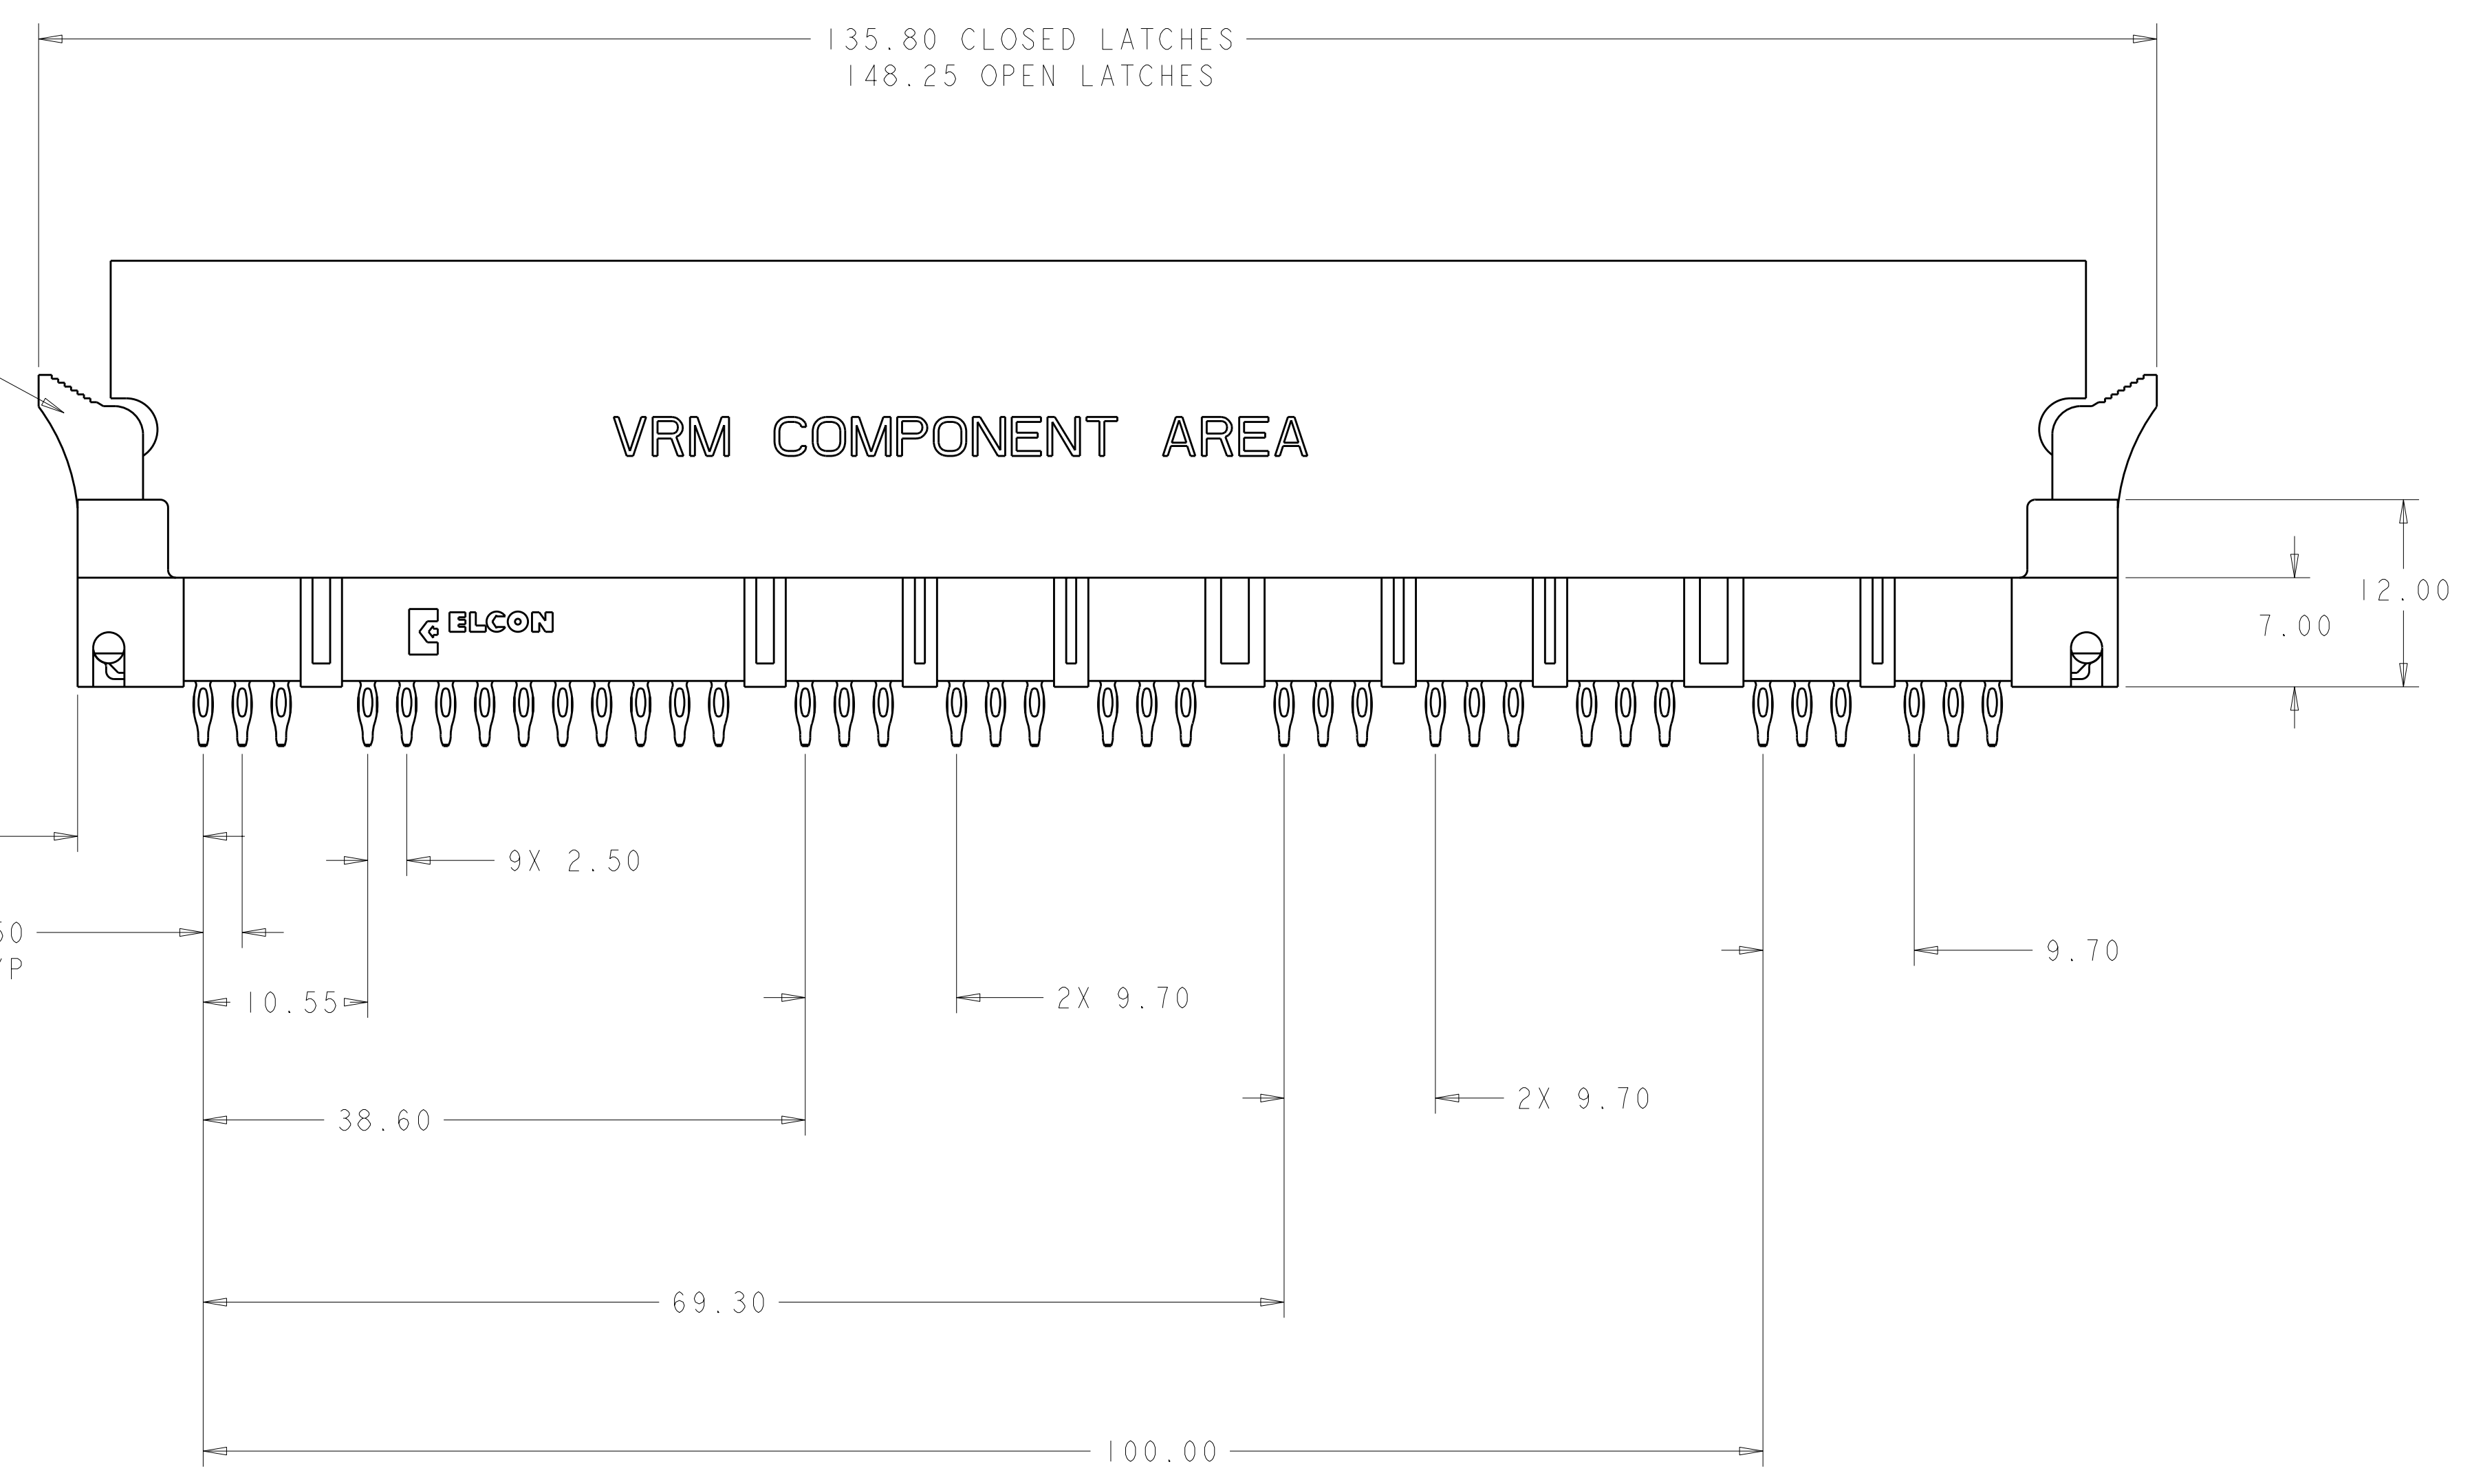 135.80 CLOSED LATCHES
148.25 OPEN LATCHES
VRM COMPONENT AREA
12.00
7.00
ELCON
9X 2.50
9.70
10.55
2X 9.70
2X 9.70
38.60
69.30
100.00